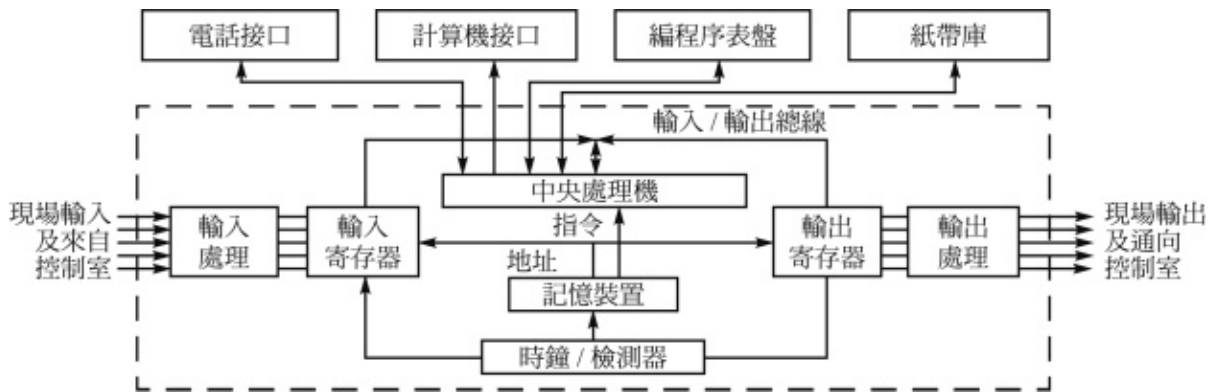 電話接口
計算機接口
編程序表盤
紙帶庫
輸入 / 輸出總線
中央處理機
現場輸入
及來自
控制室
輸入
處理
輸入
寄存器
指令
地址
輸出
寄存器
輸出
處理
現場輸出
及通向
控制室
記憶裝置
時鐘 / 檢測器